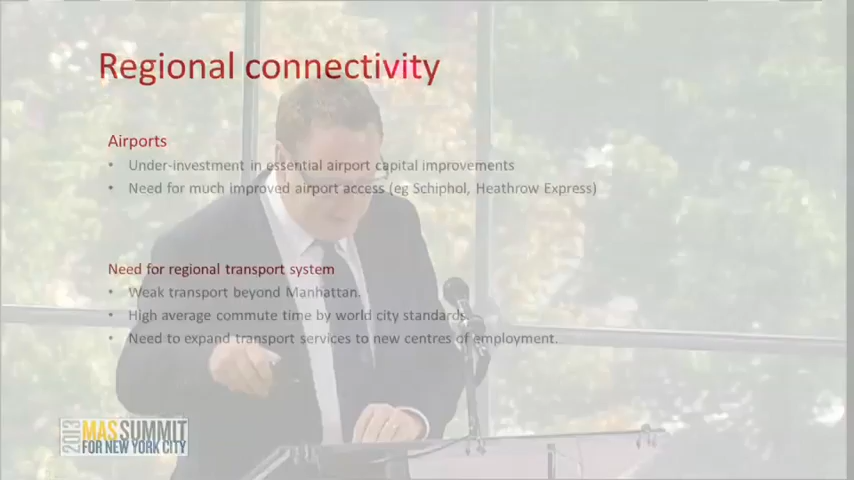 Regional connectivity
Airports
• Under-investment in essential airport capital improvements
• Need for much improved airport access (eg Schiphol, Heathrow Express)
Need for regional transport system
• Weak transport beyond Manhattan.
• High average commute time by world city standards.
• Need to expand transport services to new centres of employment.
2013 MAS SUMMIT
FOR NEW YORK CITY